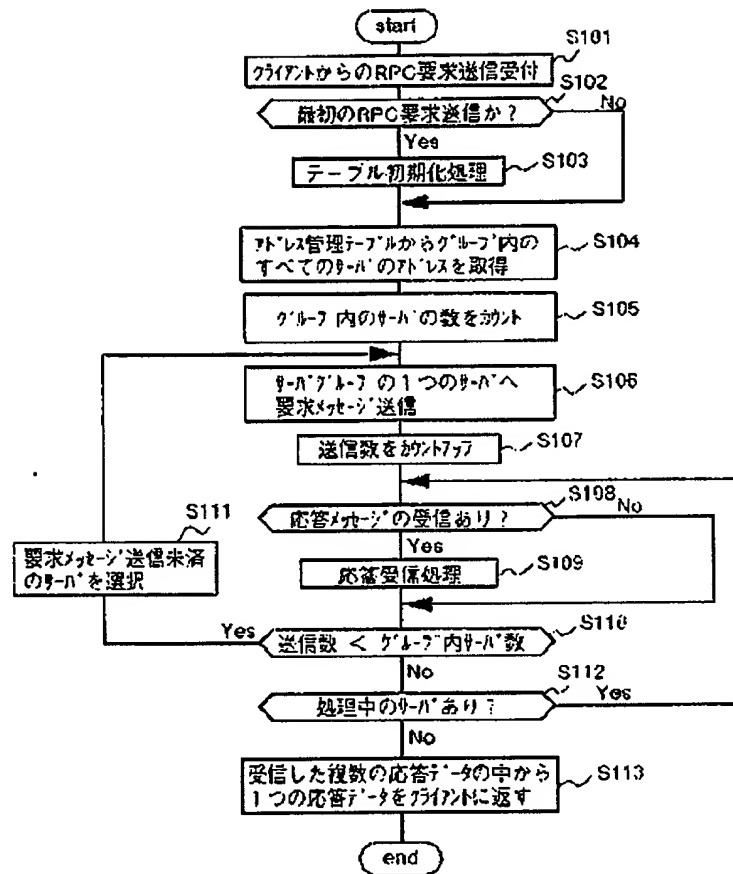 start
S101
クライアントからのRPC要求送信受付
S102
最初のRPC要求送信か?
No
Yes
S103
テーブル初期化処理
アドレス管理テーブルからグループ内の
すべてのサーバのアドレスを取得
S104
グループ内のサーバの数をカウント
S105
サーバグループの1つのサーバへ
要求メッセージ送信
S106
送信数をカウントアップ
S107
S108
応答メッセージの受信あり?
No
Yes
S109
応答受信処理
S111
要求メッセージ送信未済
のサーバを選択
S110
Yes
送信数 < グループ内サーバ数
No
S112
処理中のサーバあり?
Yes
No
受信した複数の応答データの中から
1つの応答データをクライアントに返す
S113
end